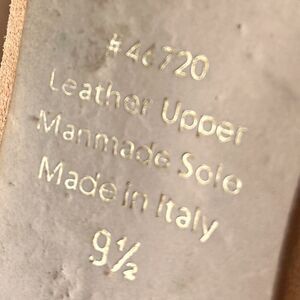 #46720
Leather Upper
Manmade Sole
Made in Italy
9½